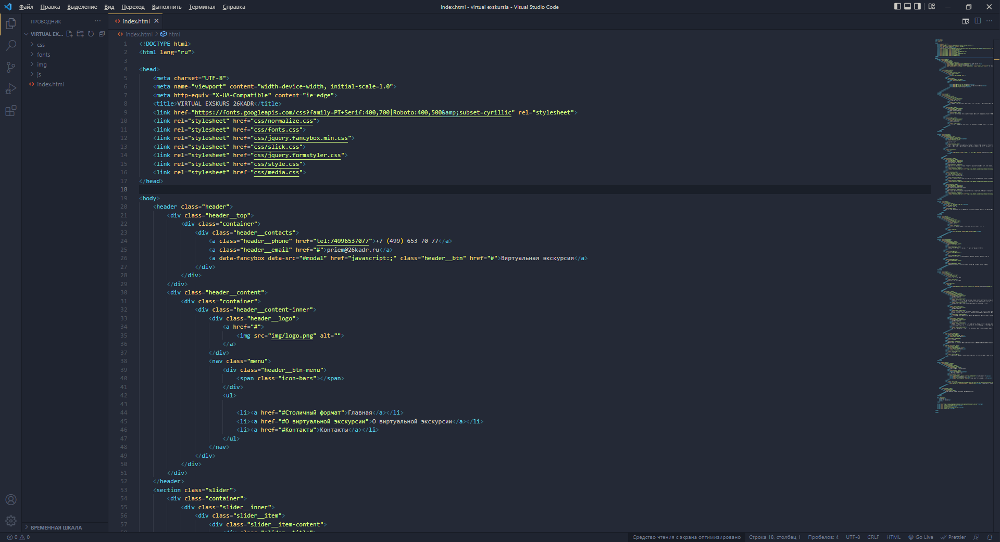 Файл Правка Выделение Вид Переход Выполнить Терминал Справка
index.html - virtual exskursia - Visual Studio Code
ПРОВОДНИК
VIRTUAL EX...
css
fonts
img
js
index.html
ВРЕМЕННАЯ ШКАЛА
index.html
index.html > html
1 <!DOCTYPE html>
2 <html lang="ru">
3
4 <head>
5 <meta charset="UTF-8">
6 <meta name="viewport" content="width=device-width, initial-scale=1.0">
7 <meta http-equiv="X-UA-Compatible" content="ie=edge">
8 <title>VIRTUAL EXSKURS 26KADR</title>
9 <link href="https://fonts.googleapis.com/css?family=PT+Serif:400,700|Roboto:400,500&amp;subset=cyrillic" rel="stylesheet">
10 <link rel="stylesheet" href="css/normalize.css">
11 <link rel="stylesheet" href="css/fonts.css">
12 <link rel="stylesheet" href="css/jquery.fancybox.min.css">
13 <link rel="stylesheet" href="css/slick.css">
14 <link rel="stylesheet" href="css/jquery.formstyler.css">
15 <link rel="stylesheet" href="css/style.css">
16 <link rel="stylesheet" href="css/media.css">
17 </head>
18
19 <body>
20 <header class="header">
21 <div class="header__top">
22 <div class="container">
23 <div class="header__contacts">
24 <a class="header__phone" href="tel:74996537077">+7 (499) 653 70 77</a>
25 <a class="header__email" href="#">priem@26kadr.ru</a>
26 <a data-fancybox data-src="#modal" href="javascript:;" class="header__btn" href="#">Виртуальная экскурсия</a>
27 </div>
28 </div>
29 </div>
30 <div class="header__content">
31 <div class="container">
32 <div class="header__content-inner">
33 <div class="header__logo">
34 <a href="#">
35 <img src="img/logo.png" alt="">
36 </a>
37 </div>
38 <nav class="menu">
39 <div class="header__btn-menu">
40 <span class="icon-bars"></span>
41 </div>
42 <ul>
43
44 <li><a href="#Столичный формат">Главная</a></li>
45 <li><a href="#О виртуальной экскурсии">О виртуальной экскурсии</a></li>
46 <li><a href="#Контакты">Контакты</a></li>
47 </ul>
48 </nav>
49 </div>
50 </div>
51 </div>
52 </header>
53 <section class="slider">
54 <div class="container">
55 <div class="slider__inner">
56 <div class="slider__item">
57 <div class="slider__item-content">
0 0
Средство чтения с экрана оптимизировано Строка 18, столбец 1 Пробелов: 4 UTF-8 CRLF HTML Go Live Prettier